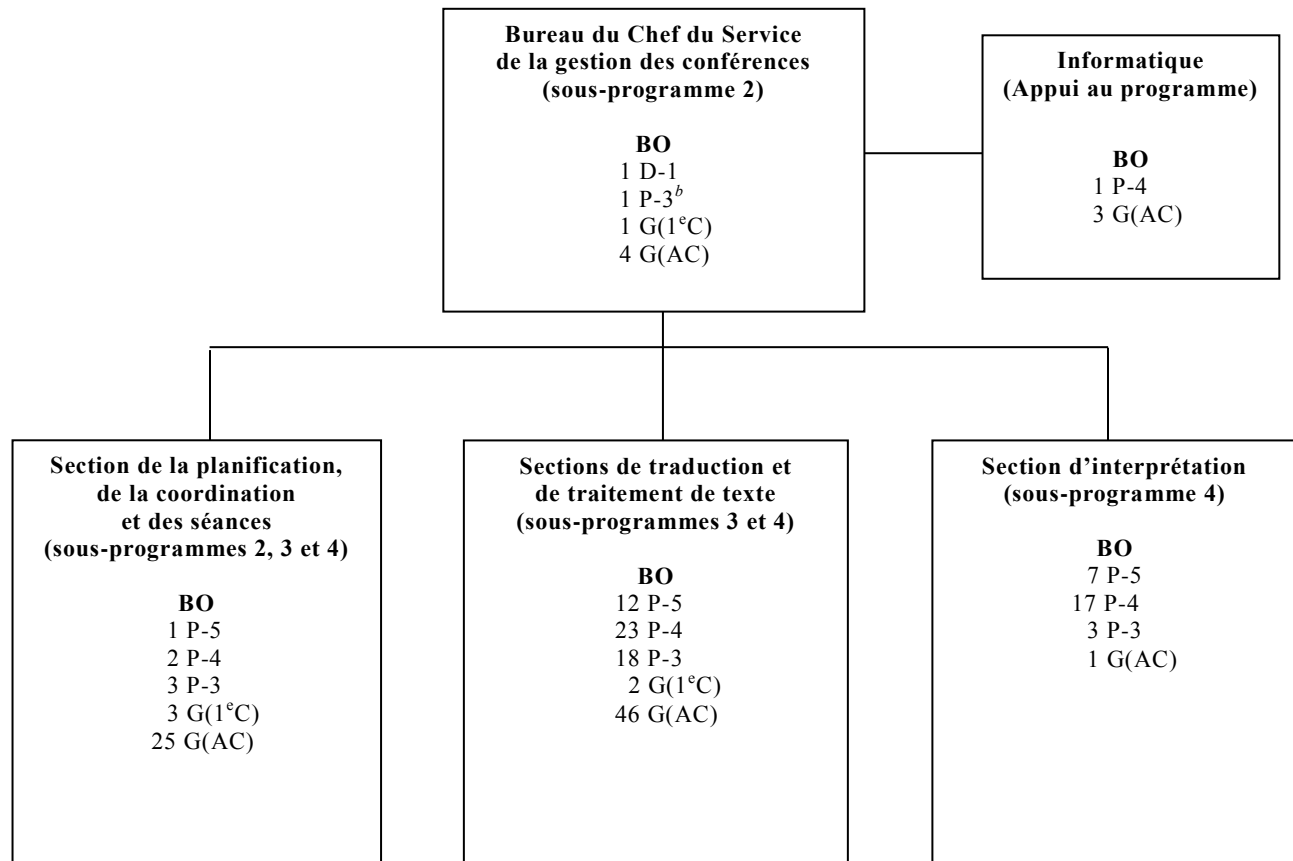 Bureau du Chef du Service
de la gestion des conférences
(sous-programme 2)
BO
1 D-1
1 P-3ᵇ
1 G(1ᵉC)
4 G(AC)
Informatique
(Appui au programme)
BO
1 P-4
3 G(AC)
Section de la planification,
de la coordination
et des séances
(sous-programmes 2, 3 et 4)
BO
1 P-5
2 P-4
3 P-3
3 G(1ᵉC)
25 G(AC)
Sections de traduction et
de traitement de texte
(sous-programmes 3 et 4)
BO
12 P-5
23 P-4
18 P-3
2 G(1ᵉC)
46 G(AC)
Section d’interprétation
(sous-programme 4)
BO
7 P-5
17 P-4
3 P-3
1 G(AC)